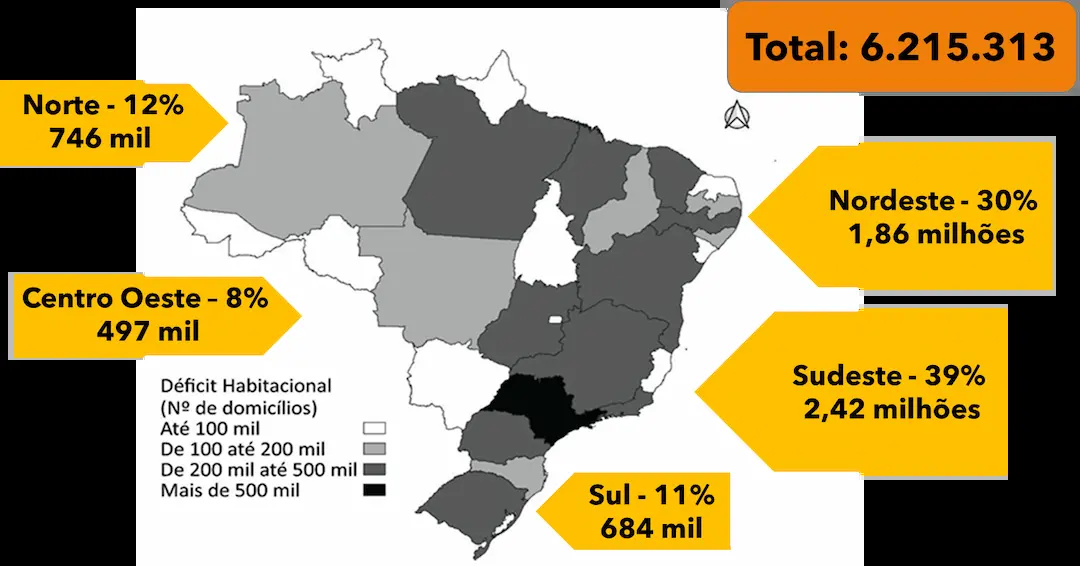 Total: 6.215.313
Norte - 12%
746 mil
Nordeste - 30%
1,86 milhões
Centro Oeste – 8%
497 mil
Sudeste - 39%
2,42 milhões
Déficit Habitacional
(Nº de domicílios)
Até 100 mil
De 100 até 200 mil
De 200 mil até 500 mil
Mais de 500 mil
Sul - 11%
684 mil